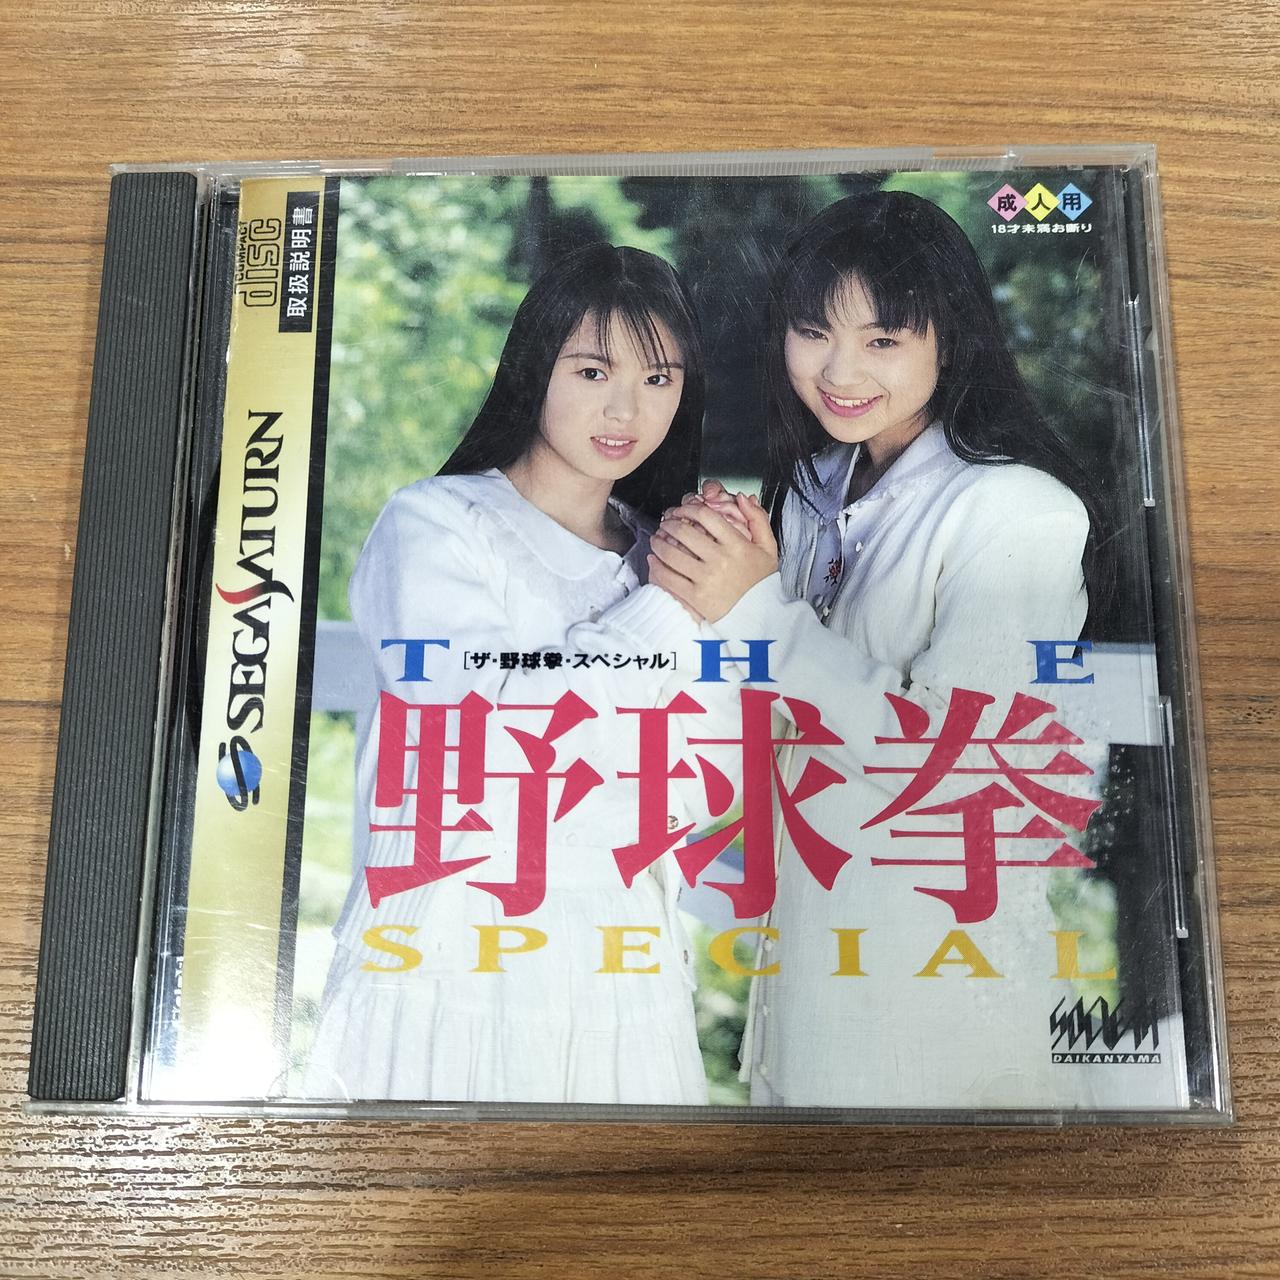 COMPACT
disc
取扱説明書
SEGA SATURN
成人用
18才未満お断り
THE
[ザ・野球拳・スペシャル]
野球拳
SPECIAL
DAIKANYAMA